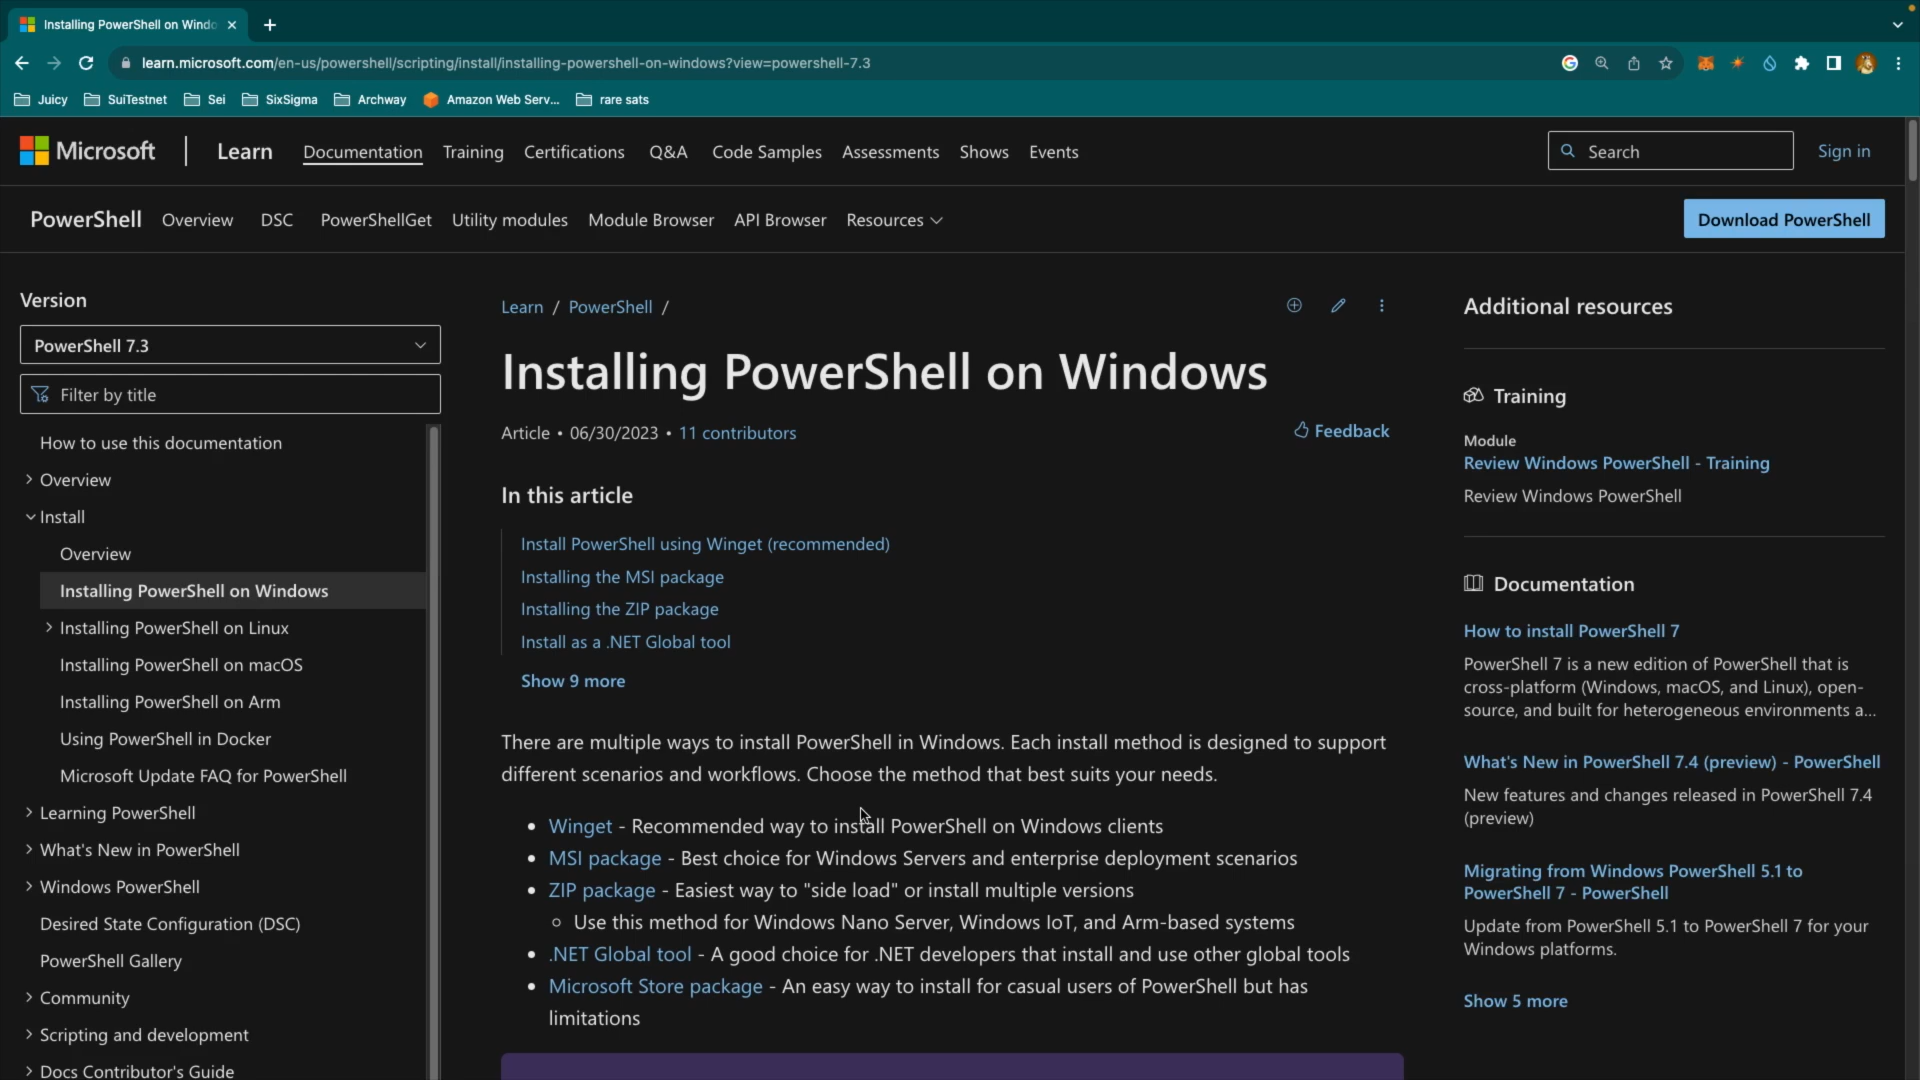 Installing PowerShell on Windo
learn.microsoft.com/en-us/powershell/scripting/install/installing-powershell-on-windows?view=powershell-7.3
Juicy SuiTestnet Sei SixSigma Archway Amazon Web Serv... rare sats
Microsoft Learn Documentation Training Certifications Q&A Code Samples Assessments Shows Events Search Sign in
PowerShell Overview DSC PowerShellGet Utility modules Module Browser API Browser Resources Download PowerShell
Version
PowerShell 7.3
Filter by title
How to use this documentation
Overview
Install
Overview
Installing PowerShell on Windows
Installing PowerShell on Linux
Installing PowerShell on macOS
Installing PowerShell on Arm
Using PowerShell in Docker
Microsoft Update FAQ for PowerShell
Learning PowerShell
What's New in PowerShell
Windows PowerShell
Desired State Configuration (DSC)
PowerShell Gallery
Community
Scripting and development
Docs Contributor's Guide
Learn / PowerShell /
Installing PowerShell on Windows
Article • 06/30/2023 • 11 contributors
Feedback
In this article
Install PowerShell using Winget (recommended)
Installing the MSI package
Installing the ZIP package
Install as a .NET Global tool
Show 9 more
There are multiple ways to install PowerShell in Windows. Each install method is designed to support
different scenarios and workflows. Choose the method that best suits your needs.
• Winget - Recommended way to install PowerShell on Windows clients
• MSI package - Best choice for Windows Servers and enterprise deployment scenarios
• ZIP package - Easiest way to "side load" or install multiple versions
Use this method for Windows Nano Server, Windows IoT, and Arm-based systems
• .NET Global tool - A good choice for .NET developers that install and use other global tools
• Microsoft Store package - An easy way to install for casual users of PowerShell but has
limitations
Additional resources
Training
Module
Review Windows PowerShell - Training
Review Windows PowerShell
Documentation
How to install PowerShell 7
PowerShell 7 is a new edition of PowerShell that is
cross-platform (Windows, macOS, and Linux), open-
source, and built for heterogeneous environments a...
What's New in PowerShell 7.4 (preview) - PowerShell
New features and changes released in PowerShell 7.4
(preview)
Migrating from Windows PowerShell 5.1 to
PowerShell 7 - PowerShell
Update from PowerShell 5.1 to PowerShell 7 for your
Windows platforms.
Show 5 more